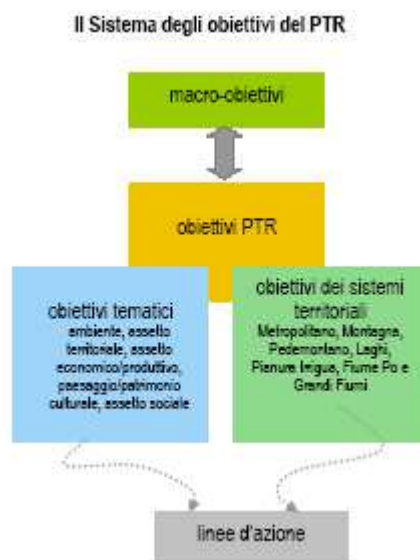 Il Sistema degli obiettivi del PTR
macro-obiettivi
obiettivi PTR
obiettivi tematici
ambiente, assetto
territoriale, assetto
economico/produttivo,
paesaggio/patrimonio
culturale, assetto sociale
obiettivi dei sistemi
territoriali
Metropolitano, Montagna,
Pedemontano, Laghi,
Pianura Irrigua, Fiume Po e
Grandi Fiumi
linee d'azione